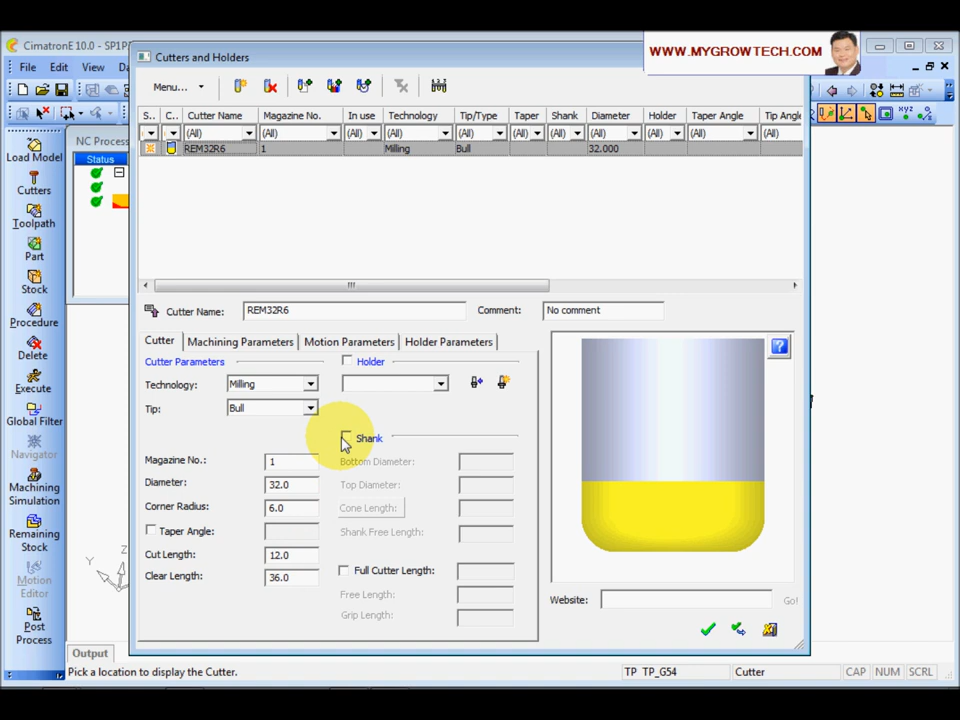 CimatronE 10.0 - SP1P
Cutters and Holders
WWW.MYGROWTECH.COM
File Edit View Da
Menu...
S.. C.. Cutter Name Magazine No. In use Technology Tip/Type Taper Shank Diameter Holder Taper Angle Tip Angle
(All) (All) (All) (All) (All) (All) (All) (All) (All) (All) (All)
REM32R6 1 Milling Bull 32.000
NC Process
Status
Load Model
Cutters
Toolpath
Part
Stock
Procedure
Delete
Execute
Global Filter
Navigator
Machining Simulation
Remaining Stock
Motion Editor
Post Process
Cutter Name: REM32R6 Comment: No comment
Cutter Machining Parameters Motion Parameters Holder Parameters
Cutter Parameters Holder
Technology: Milling
Tip: Bull
Shank
Magazine No.: 1 Bottom Diameter:
Diameter: 32.0 Top Diameter:
Corner Radius: 6.0 Cone Length:
Taper Angle: Shank Free Length:
Cut Length: 12.0 Full Cutter Length:
Clear Length: 36.0 Free Length:
Grip Length:
Website: Go!
Z
Y
X
Output
Pick a location to display the Cutter. TP TP_G54 Cutter CAP NUM SCRL